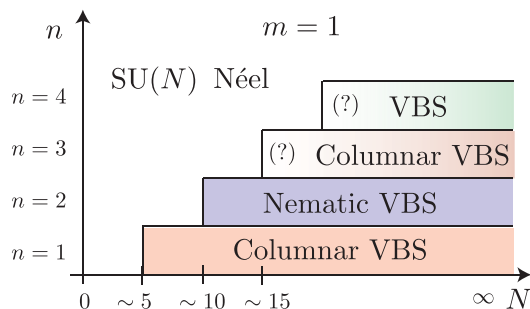 n m = 1
SU(N) Néel
n = 4 (?) VBS
n = 3 (?) Columnar VBS
n = 2 Nematic VBS
n = 1 Columnar VBS
0 ∼ 5 ∼ 10 ∼ 15 ∞ N